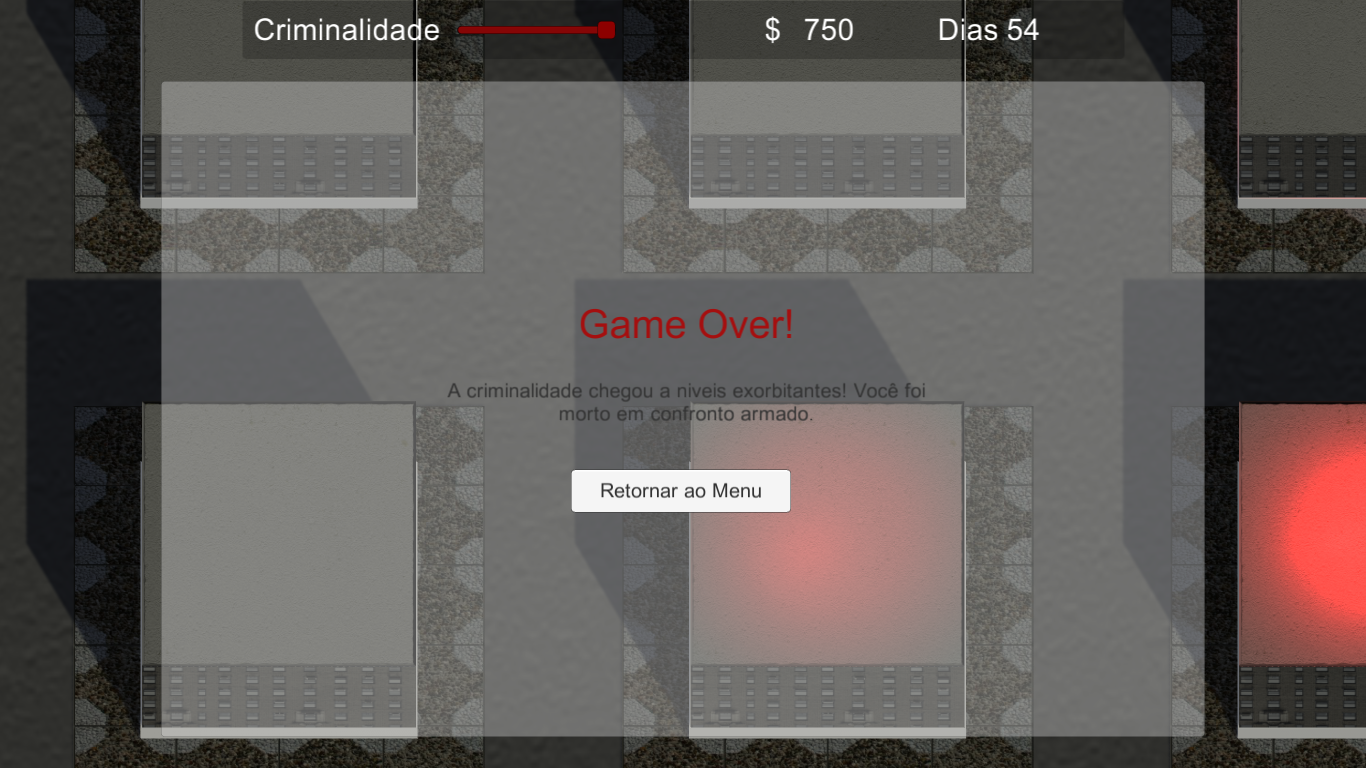 Criminalidade $ 750 Dias 54
Game Over!
A criminalidade chegou a niveis exorbitantes! Você foi
morto em confronto armado.
Retornar ao Menu